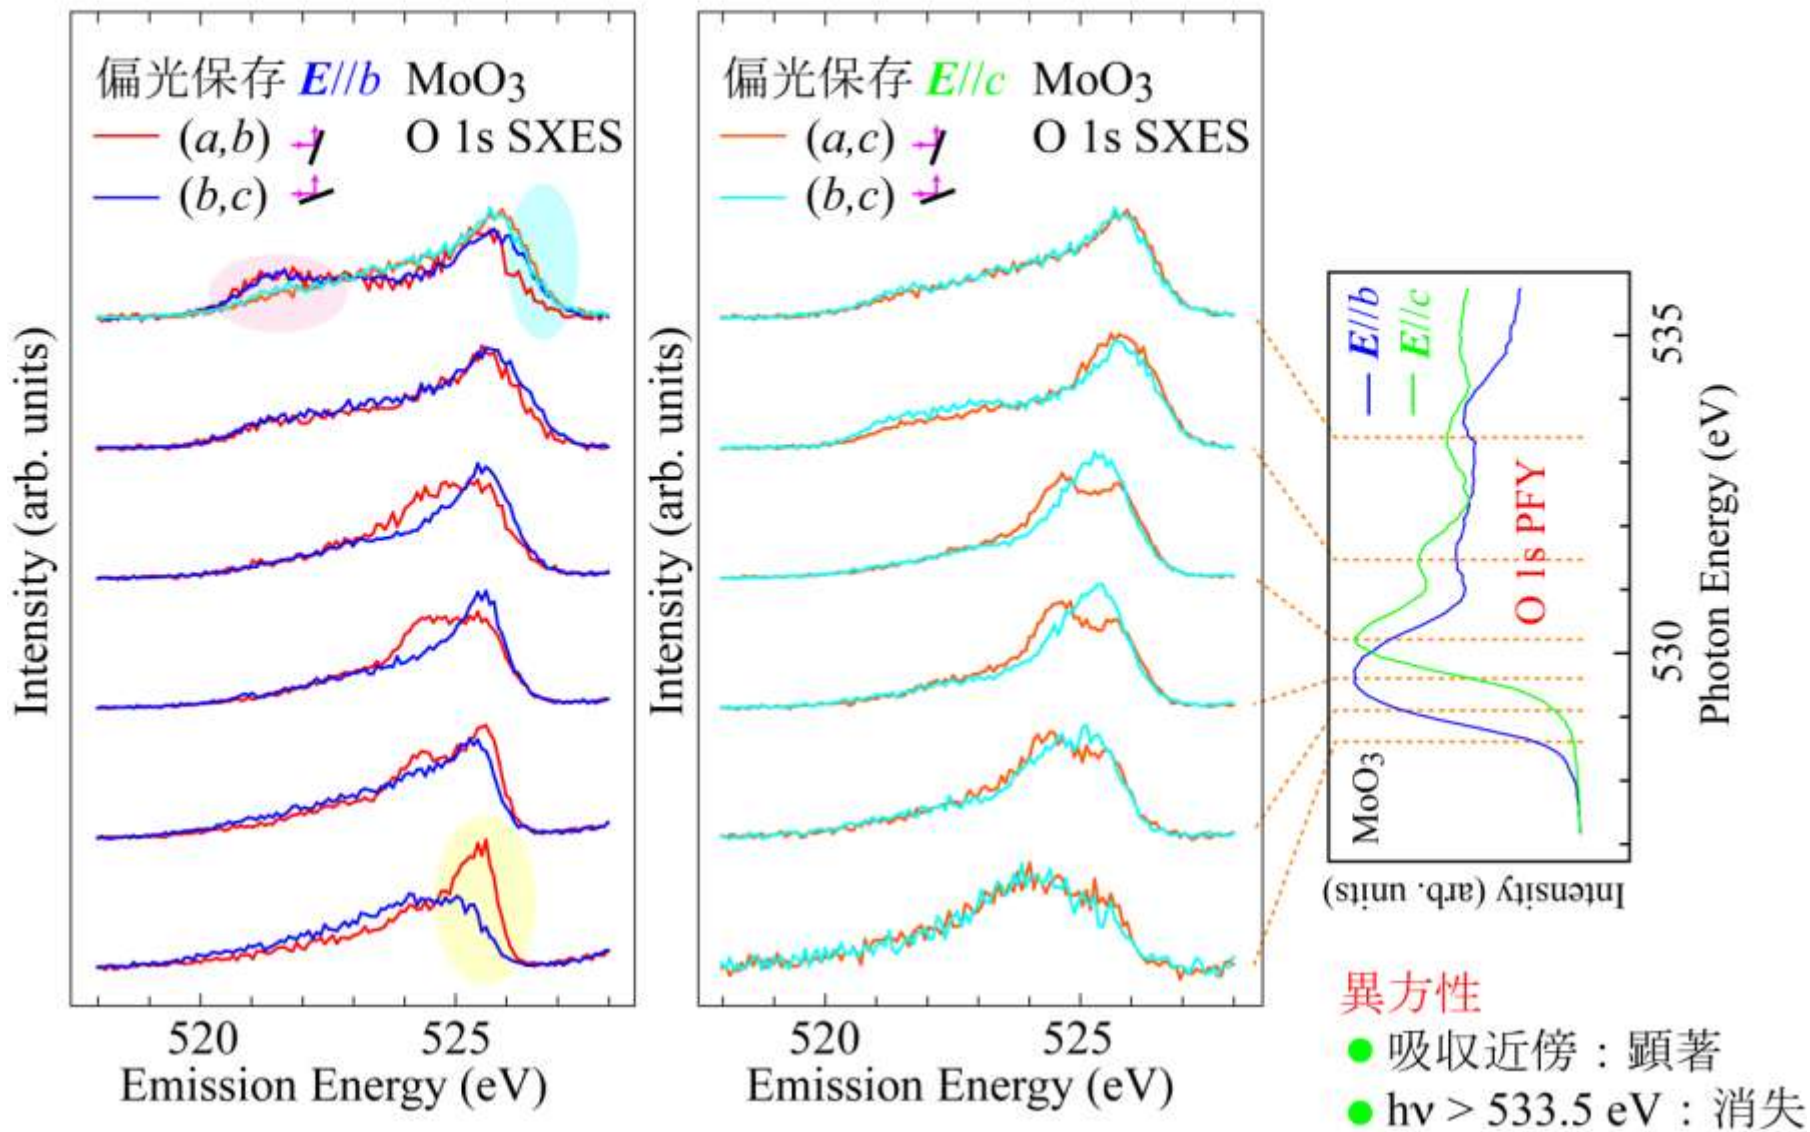 偏光保存 E//b MoO3
(a,b) O 1s SXES
(b,c)
Intensity (arb. units)
520 525
Emission Energy (eV)
偏光保存 E//c MoO3
(a,c) O 1s SXES
(b,c)
Intensity (arb. units)
520 525
Emission Energy (eV)
E//b
E//c
O 1s PFY
MoO3
535
530
Photon Energy (eV)
Intensity (arb. units)
異方性
吸収近傍：顕著
hν > 533.5 eV：消失